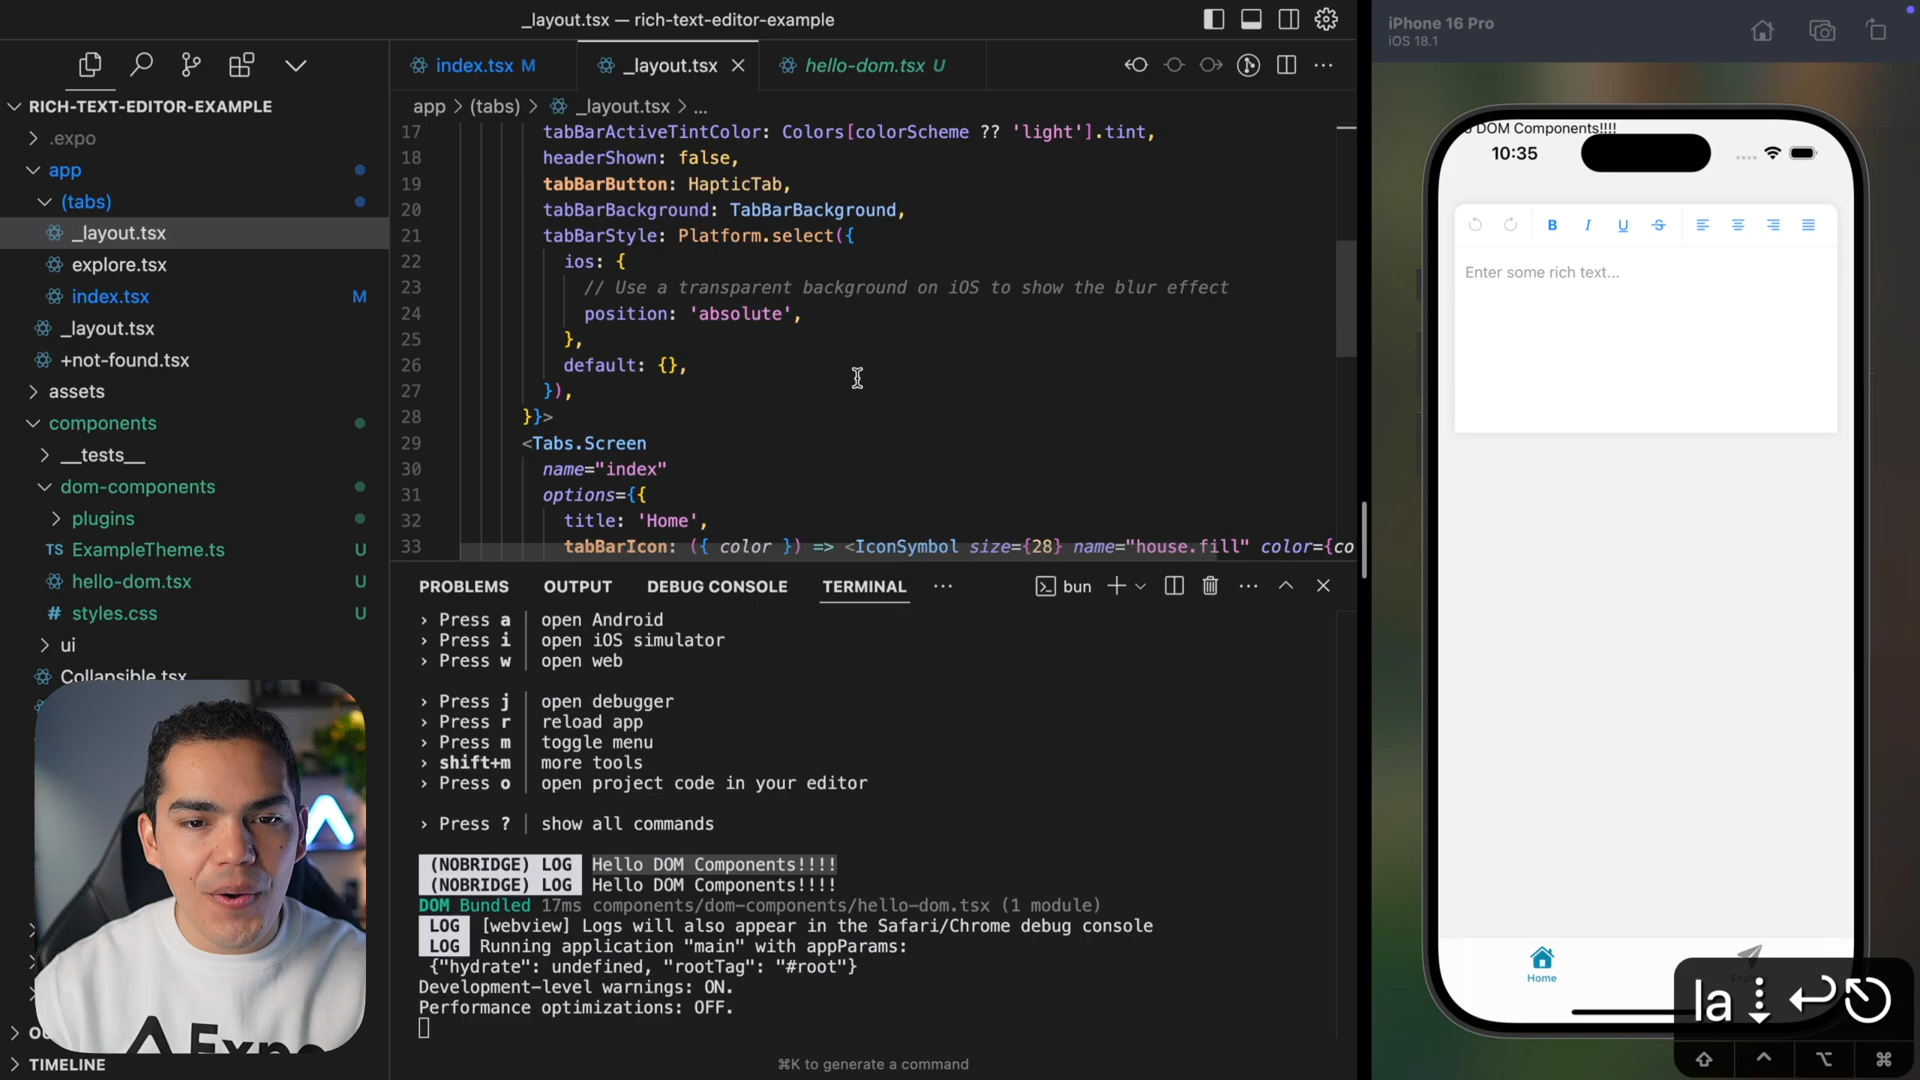 _layout.tsx — rich-text-editor-example
index.tsx M
_layout.tsx
hello-dom.tsx U
app > (tabs) > _layout.tsx > ...
RICH-TEXT-EDITOR-EXAMPLE
.expo
app
(tabs)
_layout.tsx
explore.tsx
index.tsx M
_layout.tsx
+not-found.tsx
assets
components
__tests__
dom-components
plugins
TS ExampleTheme.ts U
hello-dom.tsx U
# styles.css U
ui
Collapsible.tsx
TIMELINE
17 tabBarActiveTintColor: Colors[colorScheme ?? 'light'].tint,
18 headerShown: false,
19 tabBarButton: HapticTab,
20 tabBarBackground: TabBarBackground,
21 tabBarStyle: Platform.select({
22 ios: {
23 // Use a transparent background on iOS to show the blur effect
24 position: 'absolute',
25 },
26 default: {},
27 }),
28 }}>
29 <Tabs.Screen
30 name="index"
31 options={{
32 title: 'Home',
33 tabBarIcon: ({ color }) => <IconSymbol size={28} name="house.fill" color={co
PROBLEMS OUTPUT DEBUG CONSOLE TERMINAL ... bun
› Press a │ open Android
› Press i │ open iOS simulator
› Press w │ open web
› Press j │ open debugger
› Press r │ reload app
› Press m │ toggle menu
› shift+m │ more tools
› Press o │ open project code in your editor
› Press ? │ show all commands
(NOBRIDGE) LOG Hello DOM Components!!!!
(NOBRIDGE) LOG Hello DOM Components!!!!
DOM Bundled 17ms components/dom-components/hello-dom.tsx (1 module)
LOG [webview] Logs will also appear in the Safari/Chrome debug console
LOG Running application "main" with appParams:
{"hydrate": undefined, "rootTag": "#root"}
Development-level warnings: ON.
Performance optimizations: OFF.
⌘K to generate a command
iPhone 16 Pro
iOS 18.1
DOM Components!!!!
10:35
B I U S
Enter some rich text...
Home
la
Expo